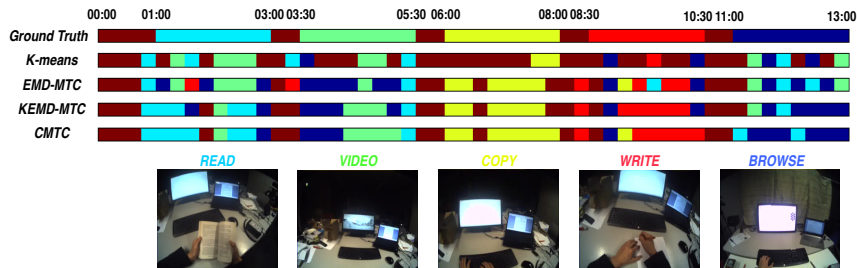 00:00 01:00 03:00 03:30 05:30 06:00 08:00 08:30 10:30 11:00 13:00
Ground Truth
K-means
EMD-MTC
KEMD-MTC
CMTC
READ VIDEO COPY WRITE BROWSE